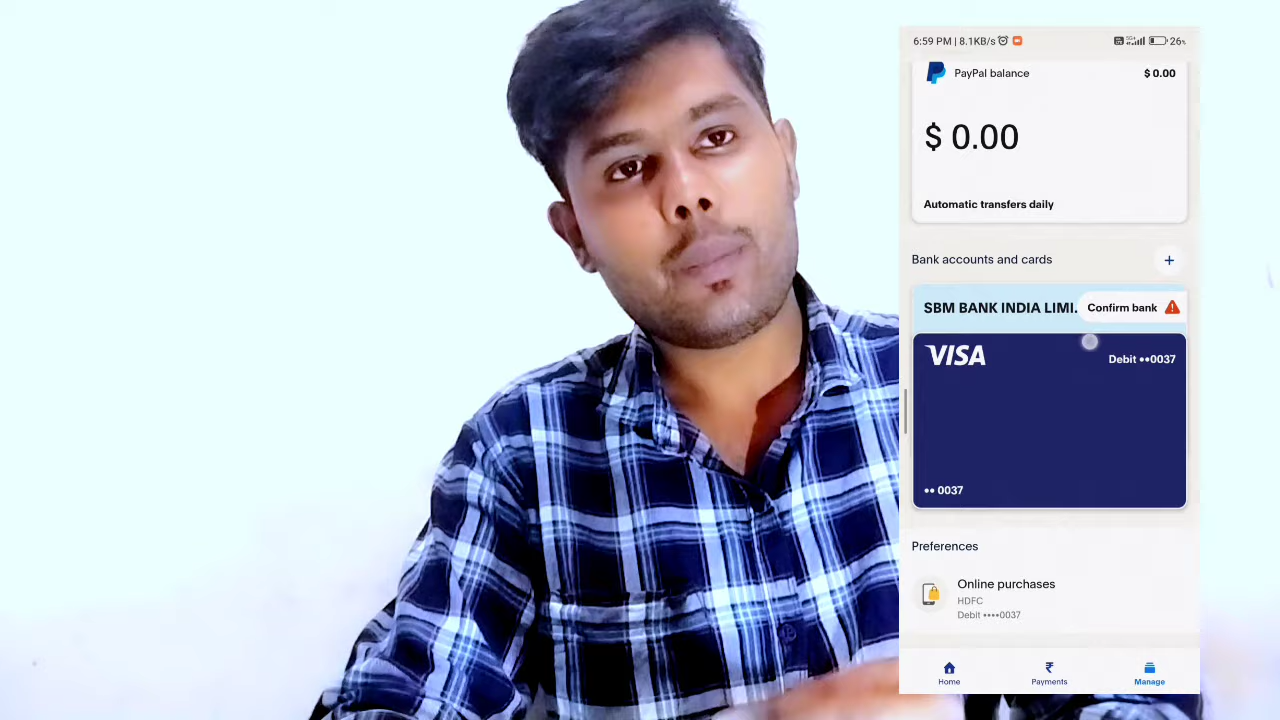 6:59 PM | 8.1KB/s 26%
PayPal balance $ 0.00
$ 0.00
Automatic transfers daily
Bank accounts and cards +
SBM BANK INDIA LIMI. Confirm bank
VISA Debit ••0037
•• 0037
Preferences
Online purchases
HDFC
Debit ••••0037
Home Payments Manage